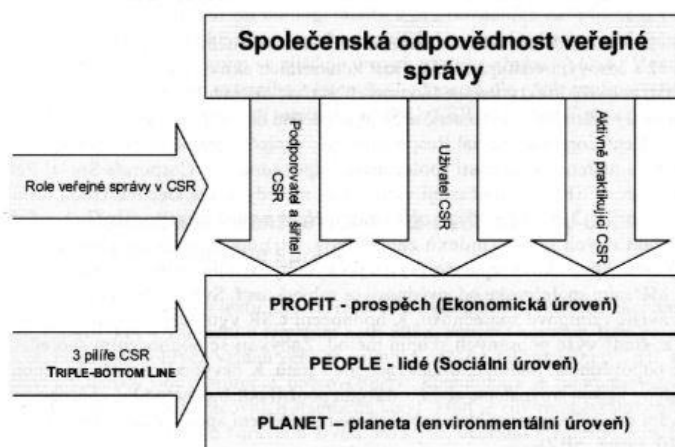 Společenská odpovědnost veřejné
správy
Role veřejné správy v CSR
Podporovatel a šiřitel
CSR
Uživatel CSR
Aktivně praktikující CSR
3 pilíře CSR
TRIPLE-BOTTOM LINE
PROFIT - prospěch (Ekonomická úroveň)
PEOPLE - lidé (Sociální úroveň)
PLANET – planeta (environmentální úroveň)